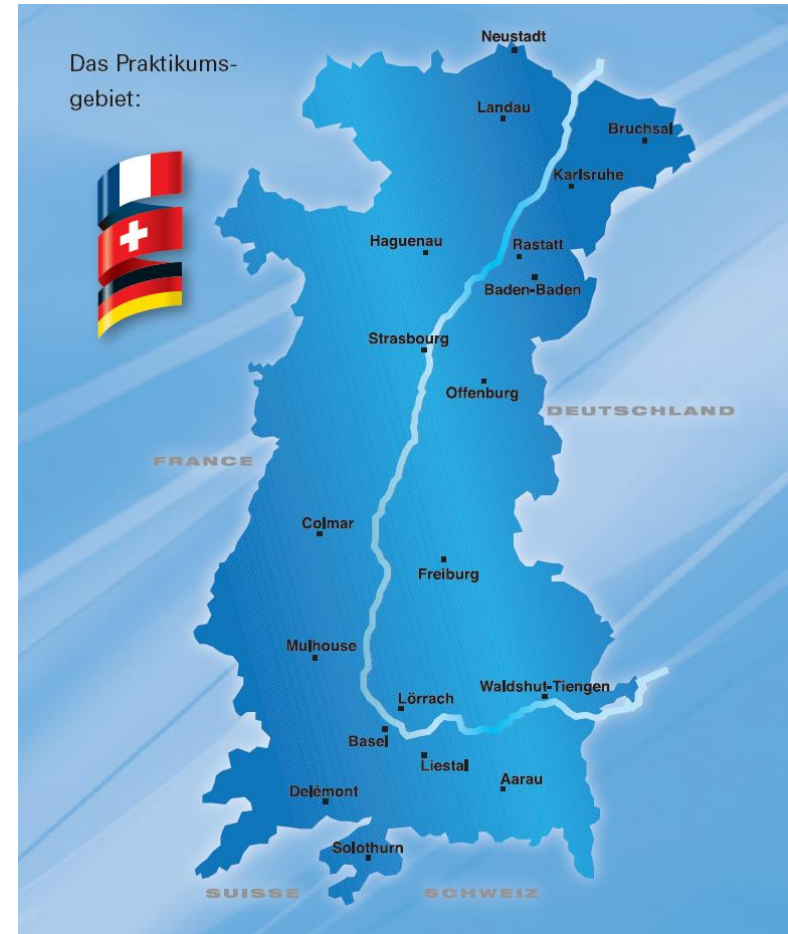 Das Praktikums-
gebiet:
Neustadt
Landau
Bruchsal
Karlsruhe
Haguenau
Rastatt
Baden-Baden
Strasbourg
Offenburg
DEUTSCHLAND
FRANCE
Colmar
Freiburg
Mulhouse
Waldshut-Tiengen
Lörrach
Basel
Liestal
Aarau
Delémont
Solothurn
SUISSE
SCHWEIZ